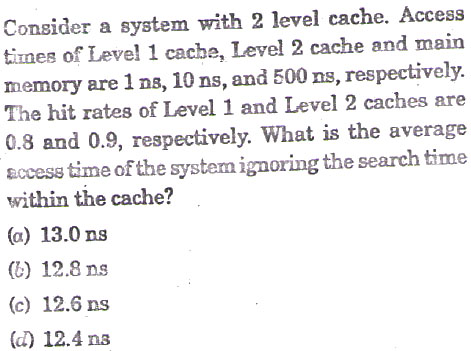 Consider a system with 2 level cache. Access
times of Level 1 cache, Level 2 cache and main
memory are 1 ns, 10 ns, and 500 ns, respectively.
The hit rates of Level 1 and Level 2 caches are
0.8 and 0.9, respectively. What is the average
access time of the system ignoring the search time
within the cache?
(a) 13.0 ns
(b) 12.8 ns
(c) 12.6 ns
(d) 12.4 ns